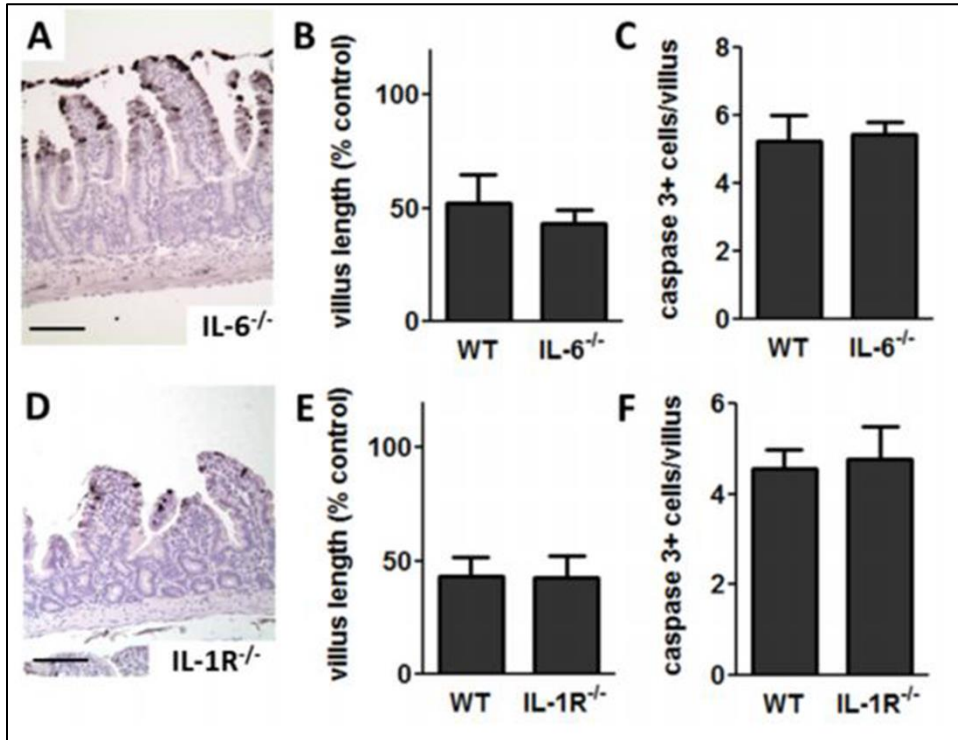 A
IL-6-/-
B
villus length (% control)
100
50
0
WT IL-6-/-
C
caspase 3+ cells/villus
8
6
4
2
0
WT IL-6-/-
D
IL-1R-/-
E
villus length (% control)
100
50
0
WT IL-1R-/-
F
caspase 3+ cells/villus
6
4
2
0
WT IL-1R-/-